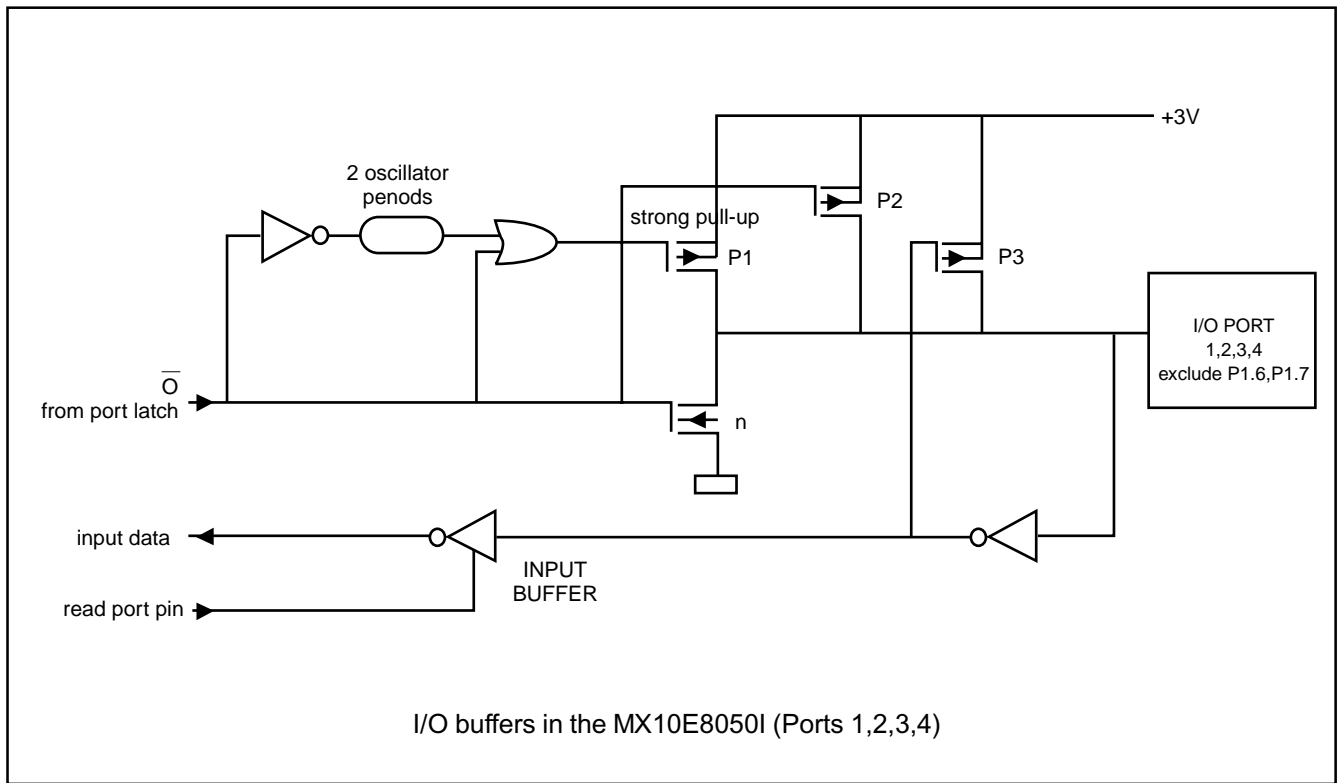 +3V
2 oscillator
penods
P2
strong pull-up
P1
P3
I/O PORT
1,2,3,4
exclude P1.6,P1.7
O̅
from port latch
n
input data
INPUT
BUFFER
read port pin
I/O buffers in the MX10E8050I (Ports 1,2,3,4)